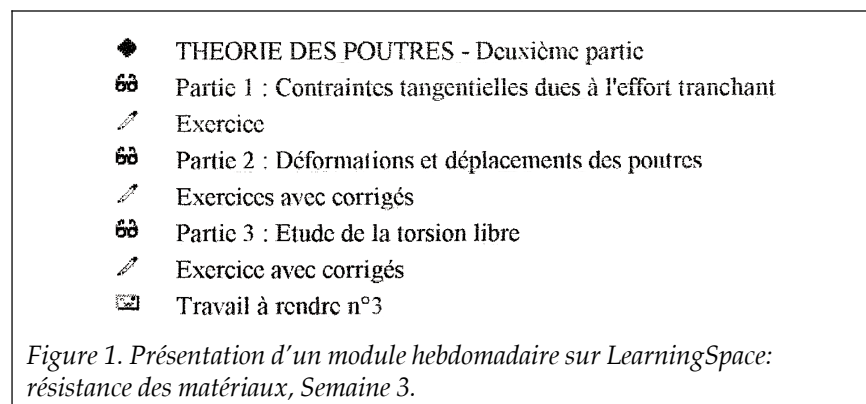 THEORIE DES POUTRES - Deuxième partie
Partie 1 : Contraintes tangentielles dues à l'effort tranchant
Exercice
Partie 2 : Déformations et déplacements des poutres
Exercices avec corrigés
Partie 3 : Etude de la torsion libre
Exercice avec corrigés
Travail à rendre n°3
Figure 1. Présentation d'un module hebdomadaire sur LearningSpace:
résistance des matériaux, Semaine 3.